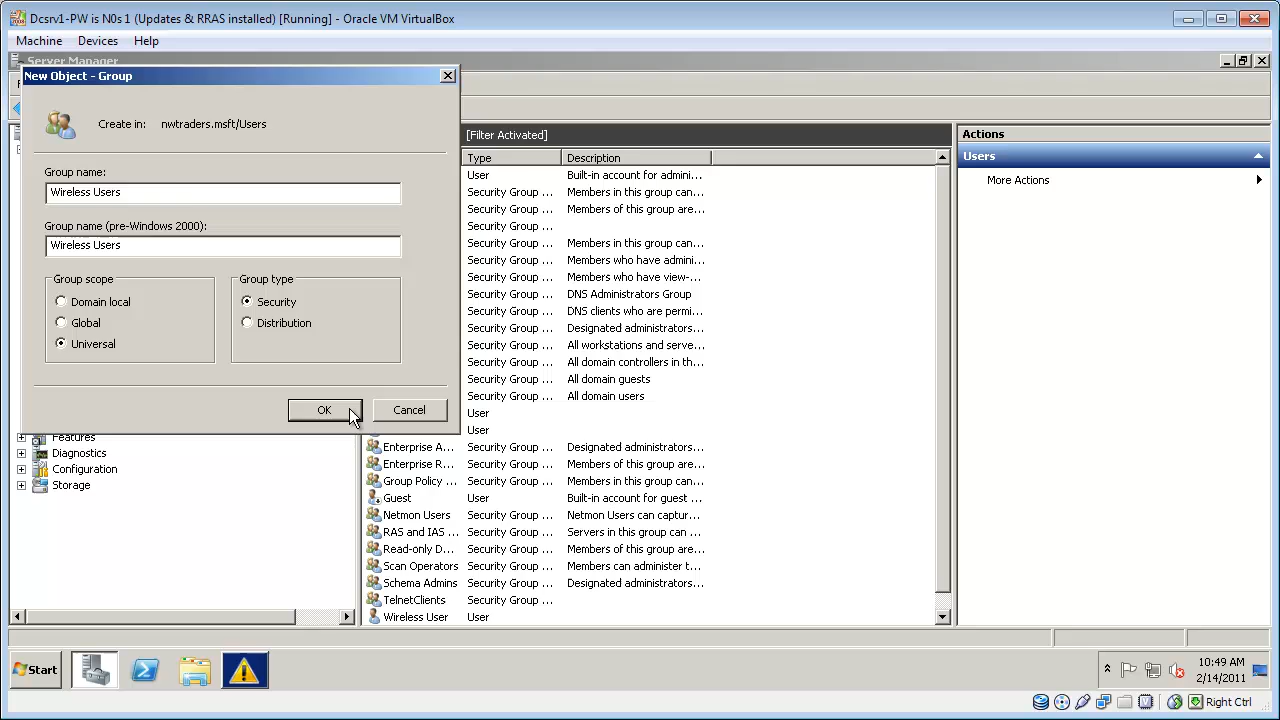 Dcsrv1-PW is N0s 1 (Updates & RRAS installed) [Running] - Oracle VM VirtualBox
Machine Devices Help
Server Manager
New Object - Group
Create in: nwtraders.msft/Users
Group name:
Wireless Users
Group name (pre-Windows 2000):
Wireless Users
Group scope
Domain local
Global
Universal
Group type
Security
Distribution
OK Cancel
Features
Diagnostics
Configuration
Storage
[Filter Activated]
Type Description
User Built-in account for admini...
Security Group ... Members in this group can...
Security Group ... Members of this group are...
Security Group ...
Security Group ... Members in this group can...
Security Group ... Members who have admini...
Security Group ... Members who have view-...
Security Group ... DNS Administrators Group
Security Group ... DNS clients who are permi...
Security Group ... Designated administrators...
Security Group ... All workstations and serve...
Security Group ... All domain controllers in th...
Security Group ... All domain guests
Security Group ... All domain users
User
User
Enterprise A... Security Group ... Designated administrators...
Enterprise R... Security Group ... Members of this group are...
Group Policy ... Security Group ... Members in this group can...
Guest User Built-in account for guest ...
Netmon Users Security Group ... Netmon Users can captur...
RAS and IAS ... Security Group ... Servers in this group can ...
Read-only D... Security Group ... Members of this group are...
Scan Operators Security Group ... Members can administer t...
Schema Admins Security Group ... Designated administrators...
TelnetClients Security Group ...
Wireless User User
Actions
Users
More Actions
Start
10:49 AM
2/14/2011
Right Ctrl